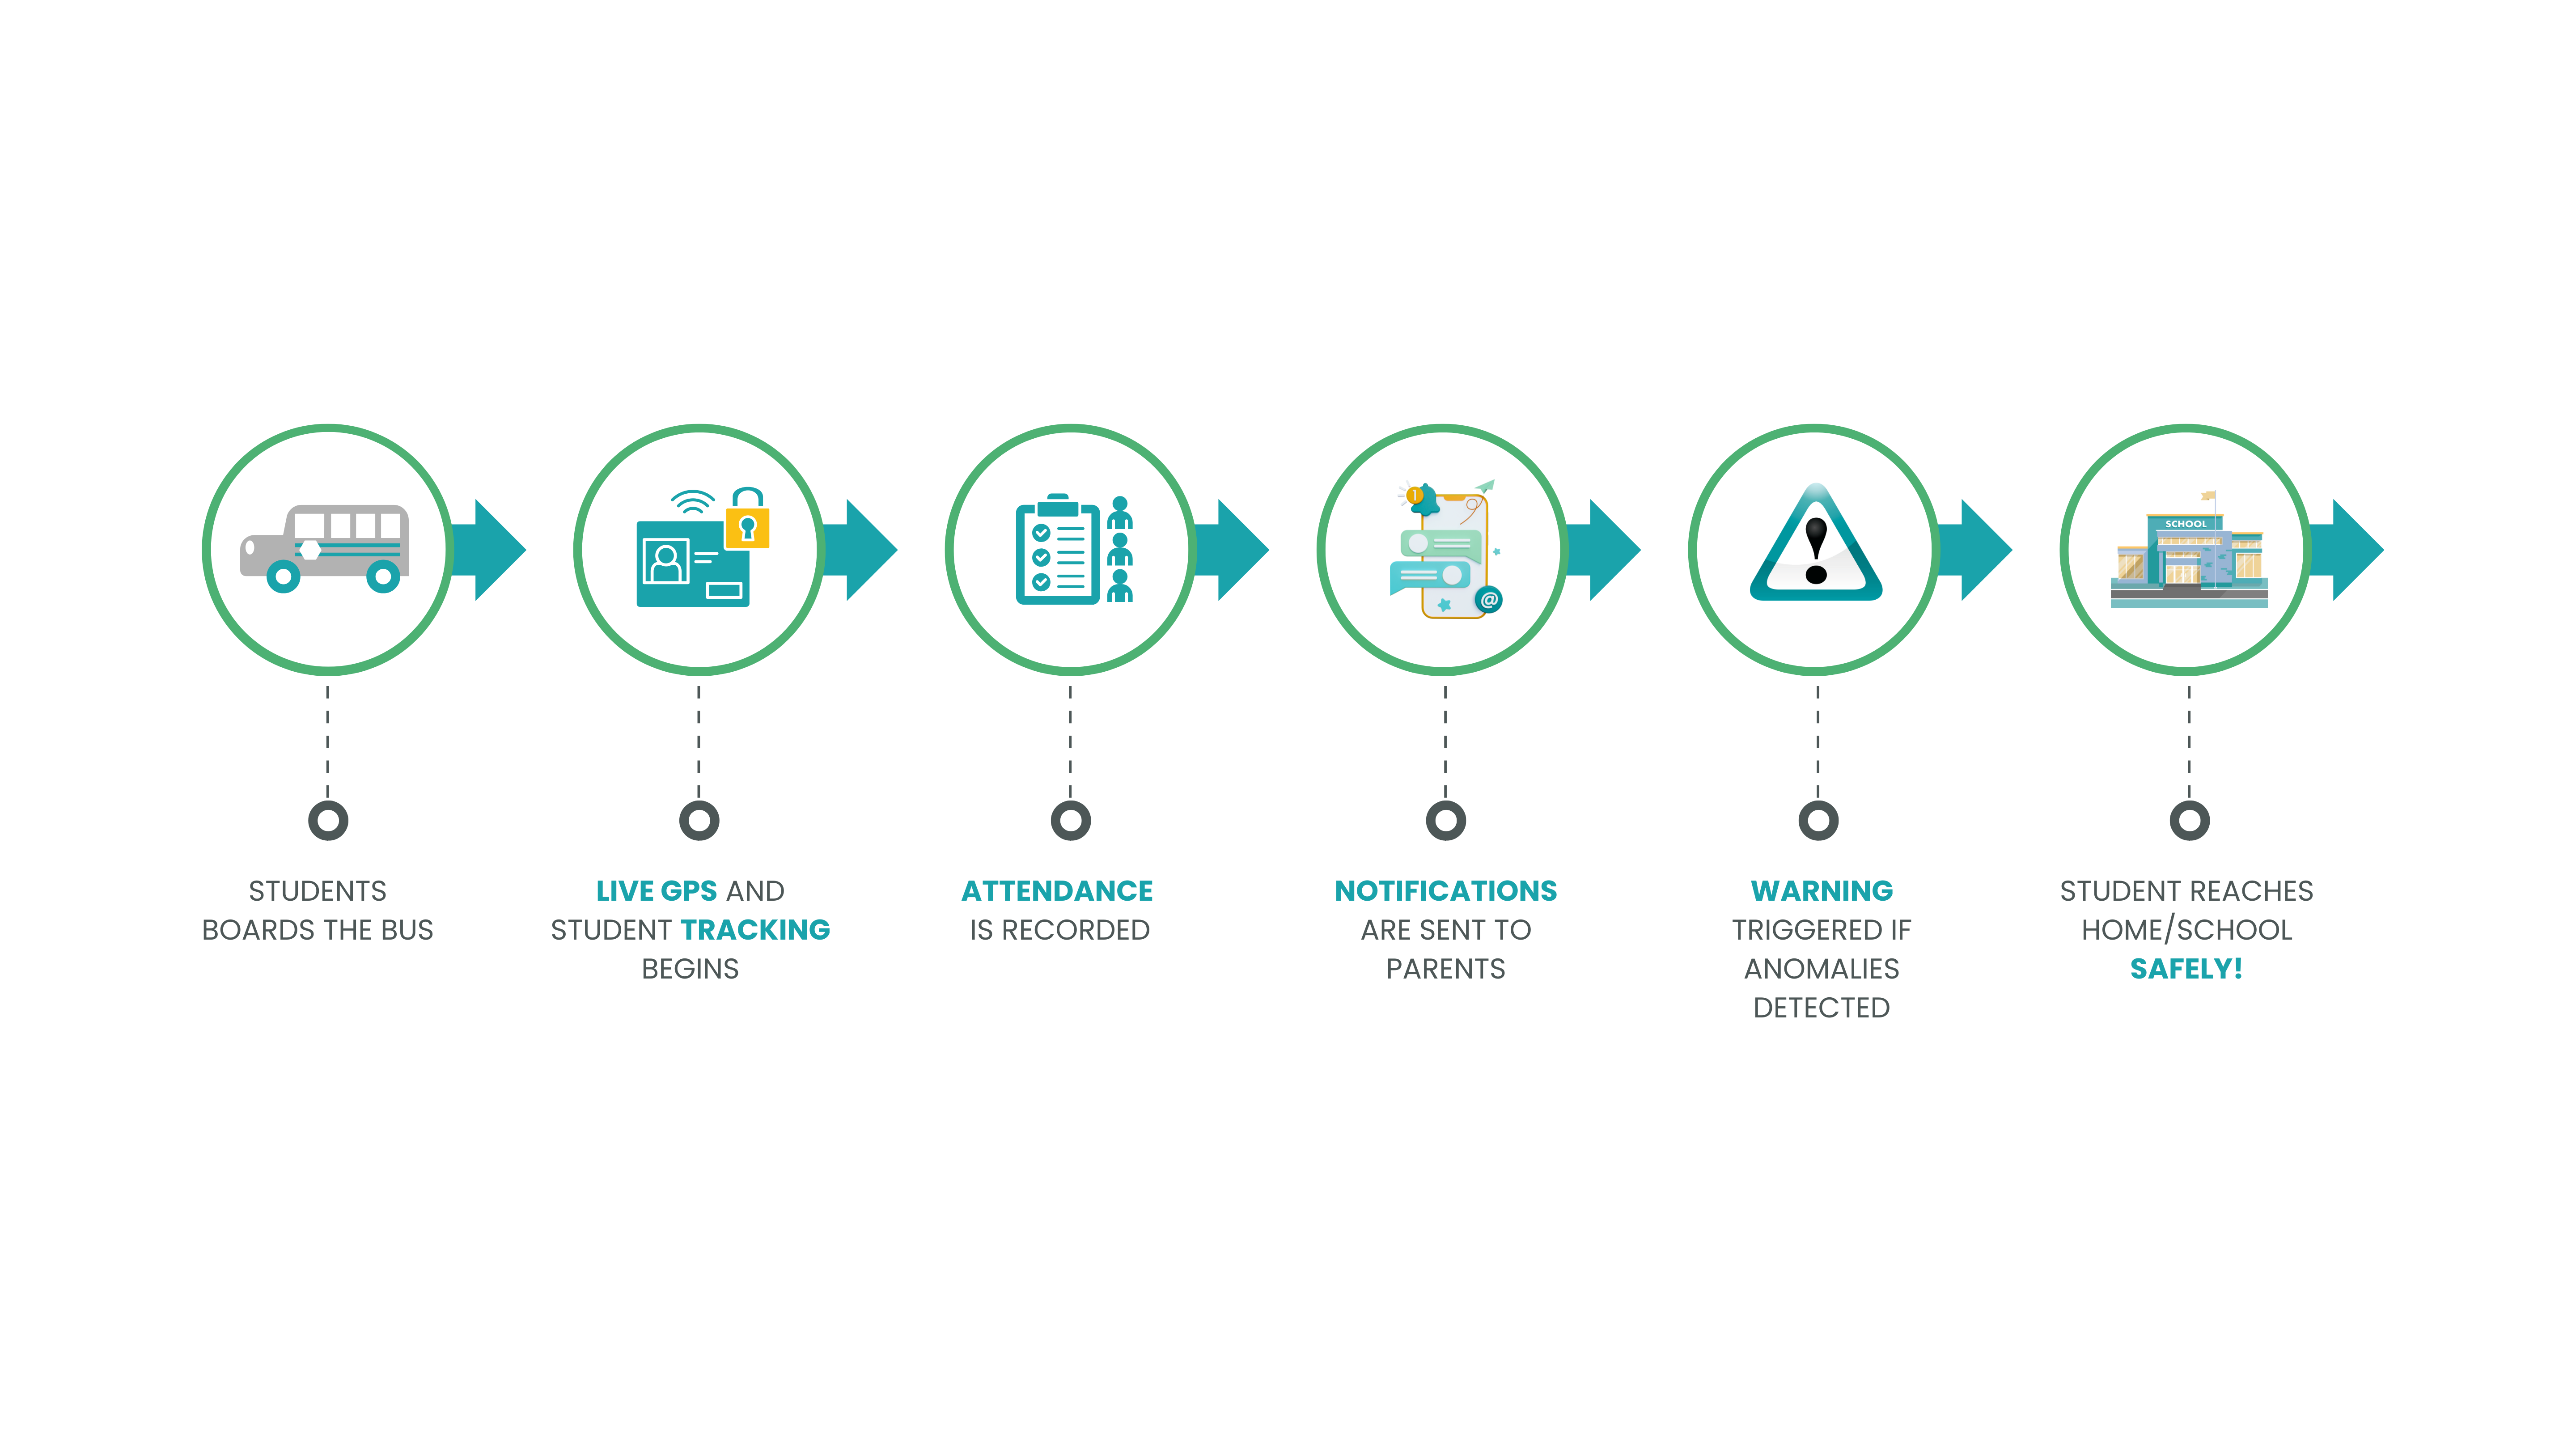 SCHOOL
@
STUDENTS
BOARDS THE BUS
LIVE GPS AND
STUDENT TRACKING
BEGINS
ATTENDANCE
IS RECORDED
NOTIFICATIONS
ARE SENT TO
PARENTS
WARNING
TRIGGERED IF
ANOMALIES
DETECTED
STUDENT REACHES
HOME/SCHOOL
SAFELY!